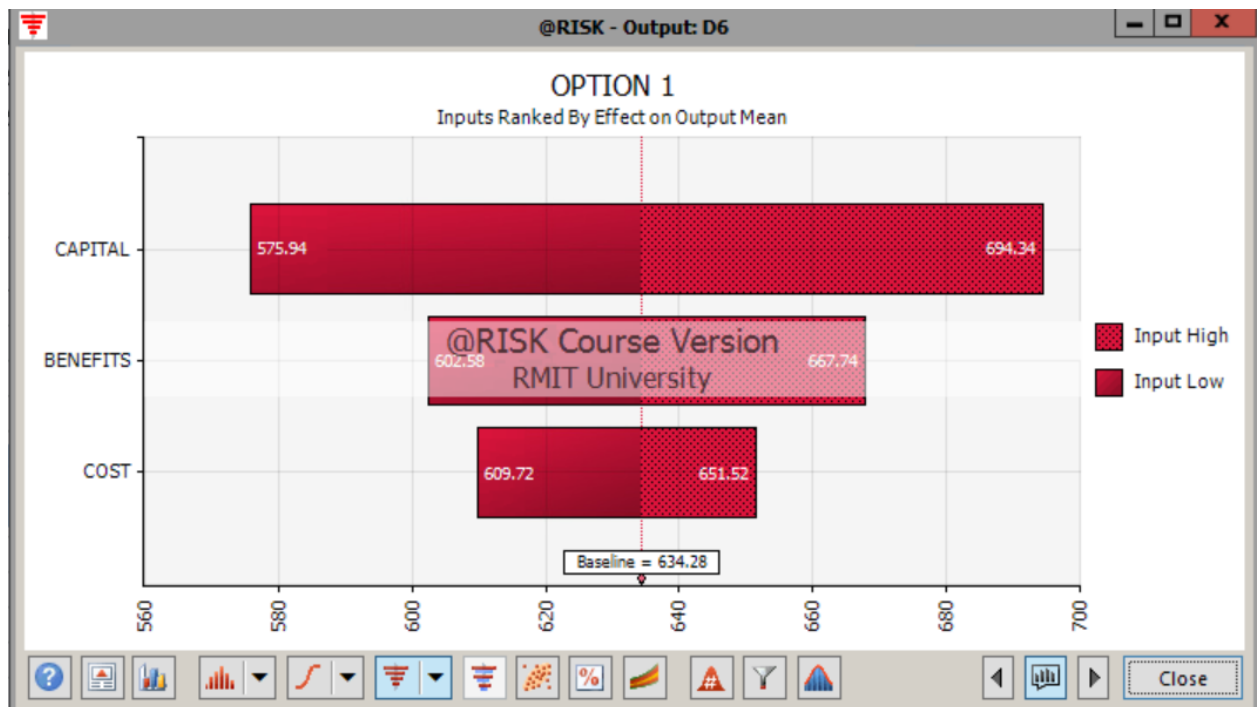 @RISK - Output: D6
OPTION 1
Inputs Ranked By Effect on Output Mean
CAPITAL
575.94
694.34
BENEFITS
602.58
667.74
@RISK Course Version
RMIT University
COST
609.72
651.52
Input High
Input Low
Baseline = 634.28
560
580
600
620
640
660
680
700
Close